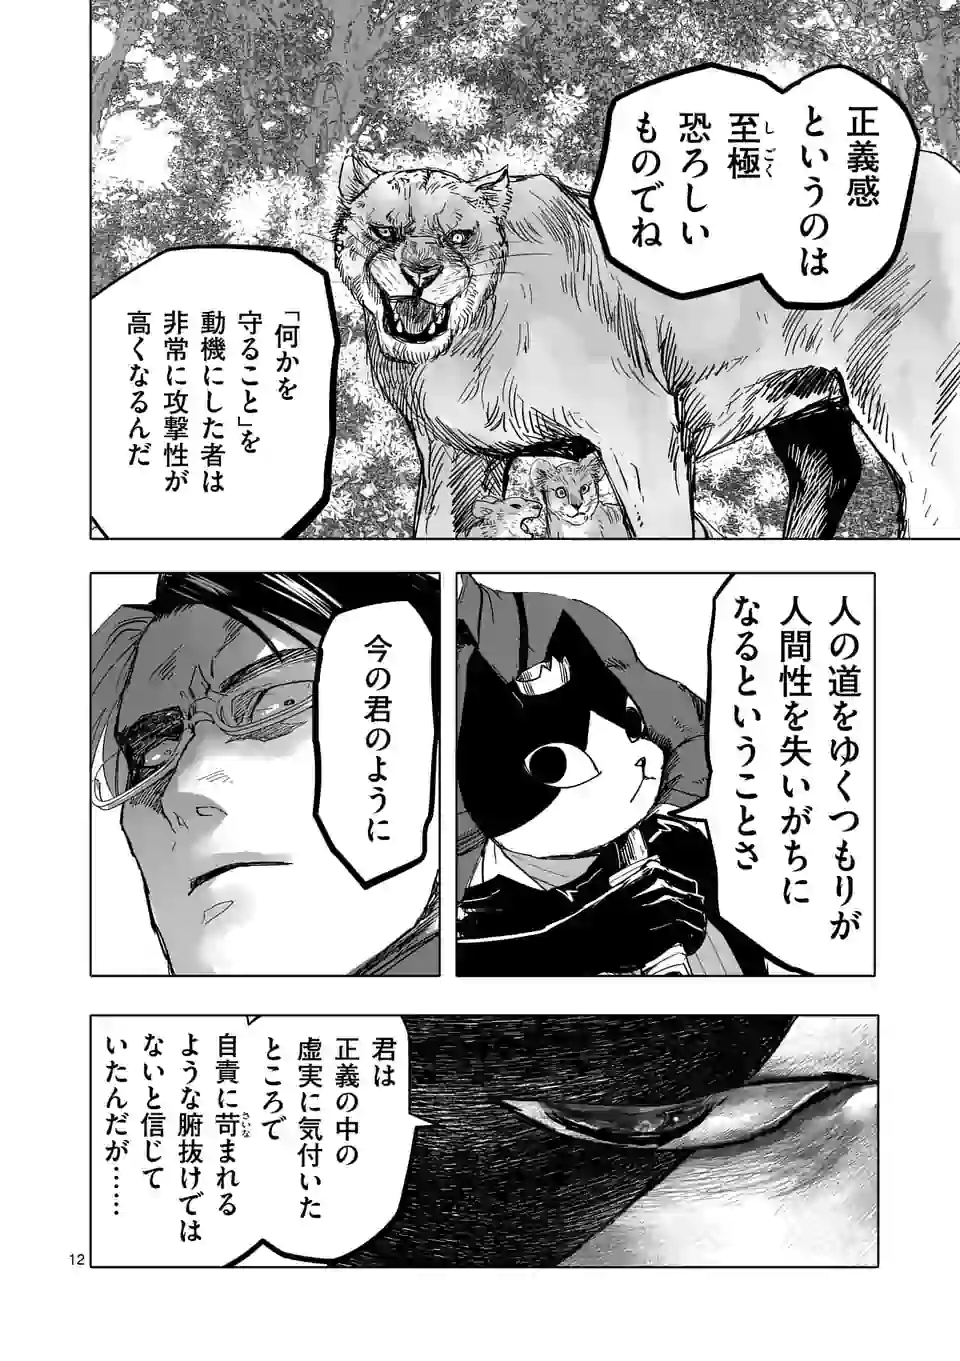 正義感
というのは
至極
しごく
恐ろしい
ものでね
「何かを
守ること」を
動機にした者は
非常に攻撃性が
高くなるんだ
人の道をゆくつもりが
人間性を失いがちに
なるということさ
今の君のように
君は
正義の中の
虚実に気付いた
ところで
自責に苛まれる
さいな
ような腑抜けでは
ないと信じて
いたんだが……
12